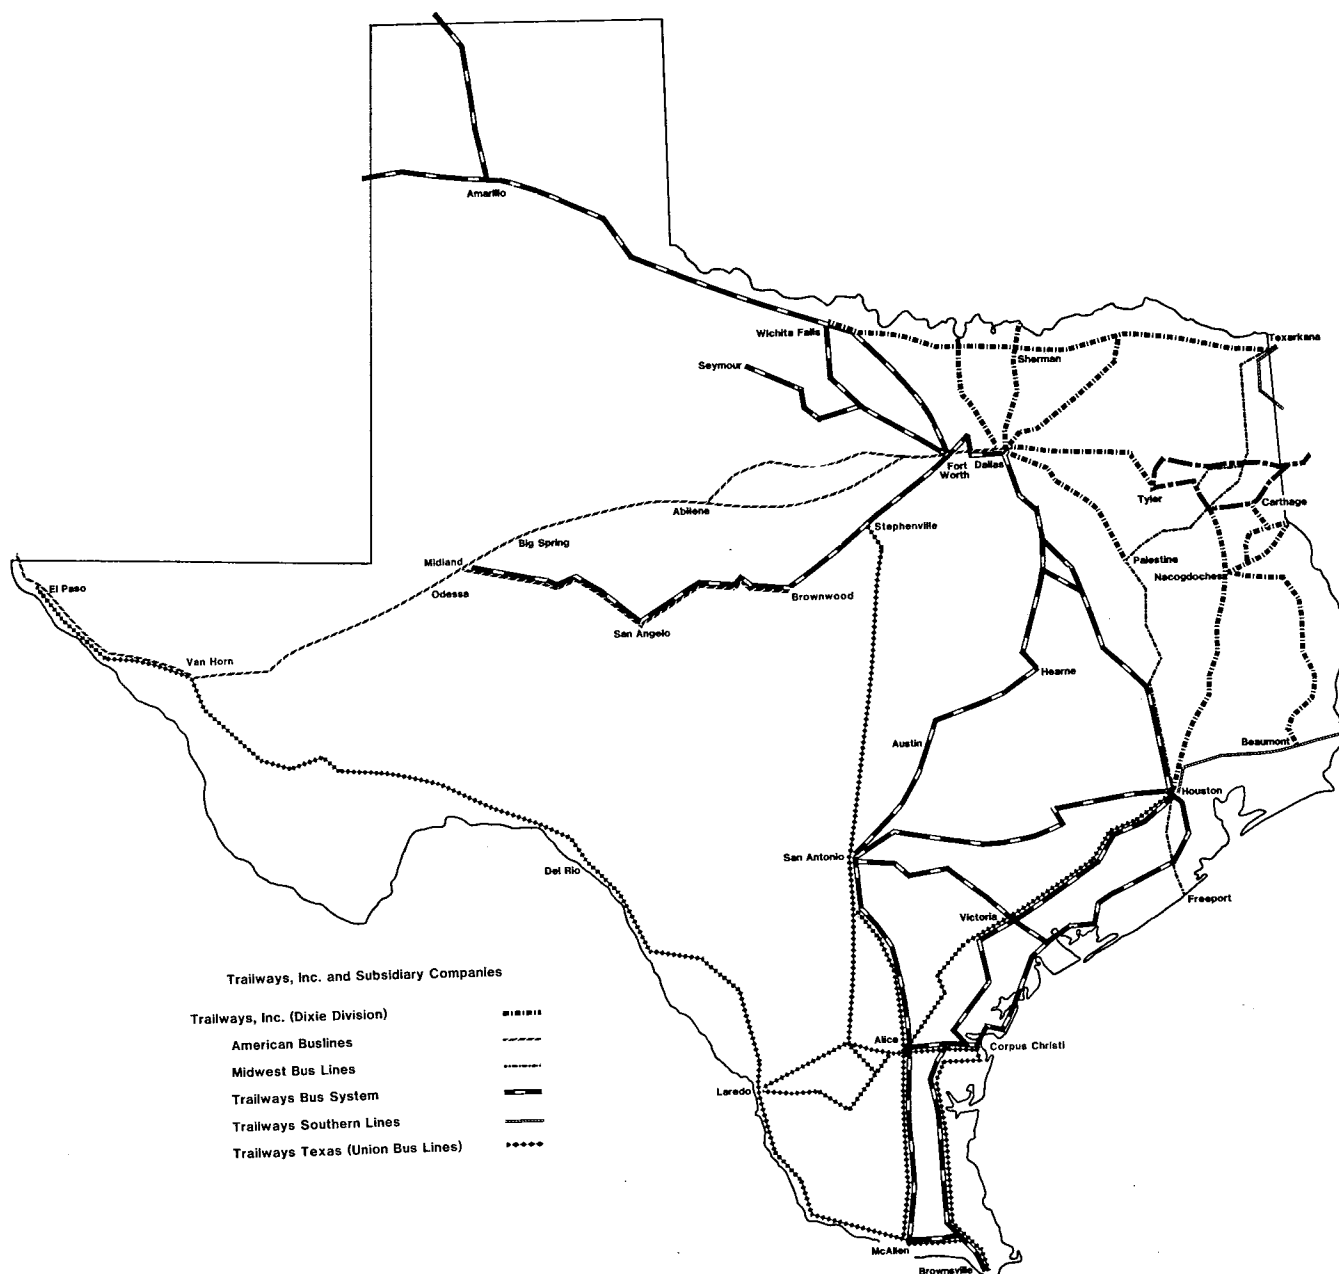 Amarillo
Wichita Falls
Texarkana
Sherman
Seymour
Fort
Worth
Dallas
Tyler
Carthage
Abilene
Stephenville
Big Spring
Midland
Palestine
Nacogdoches
El Paso
Odessa
Brownwood
San Angelo
Van Horn
Hearne
Austin
Beaumont
Houston
San Antonio
Del Rio
Freeport
Victoria
Trailways, Inc. and Subsidiary Companies
Trailways, Inc. (Dixie Division)
American Buslines
Midwest Bus Lines
Trailways Bus System
Trailways Southern Lines
Trailways Texas (Union Bus Lines)
Alice
Corpus Christi
Laredo
McAllen
Brownsville